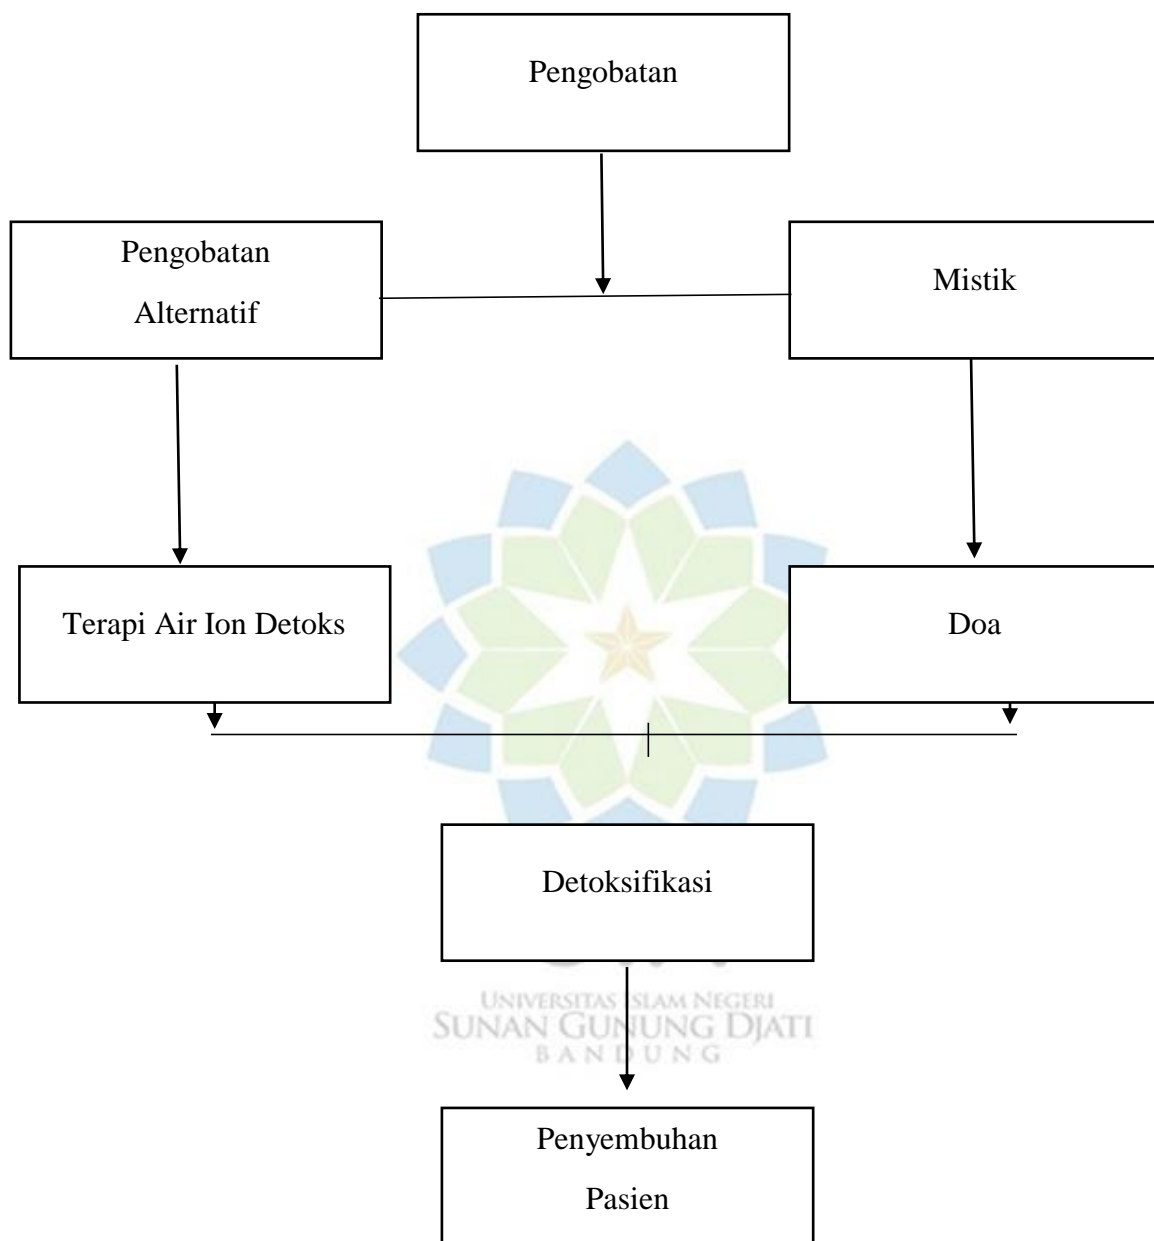 Pengobatan
Pengobatan
Alternatif
Mistik
Terapi Air Ion Detoks
Doa
Detoksifikasi
UNIVERSITAS ISLAM NEGERI
SUNAN GUNUNG DJATI
BANDUNG
Penyembuhan
Pasien